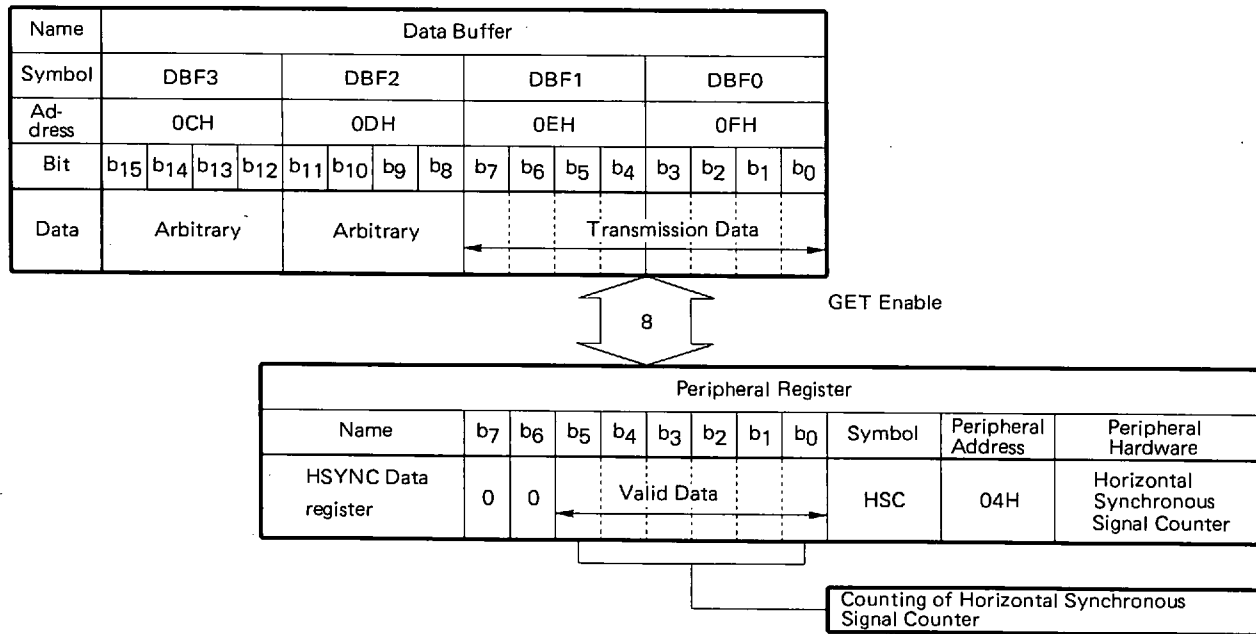 Name Data Buffer
Symbol DBF3 DBF2 DBF1 DBF0
Ad-
dress 0CH 0DH 0EH 0FH
Bit b15 b14 b13 b12 b11 b10 b9 b8 b7 b6 b5 b4 b3 b2 b1 b0
Data Arbitrary Arbitrary Transmission Data
8 GET Enable
Peripheral Register
Name b7 b6 b5 b4 b3 b2 b1 b0 Symbol Peripheral Address Peripheral Hardware
HSYNC Data
register 0 0 Valid Data HSC 04H Horizontal
Synchronous
Signal Counter
Counting of Horizontal Synchronous
Signal Counter